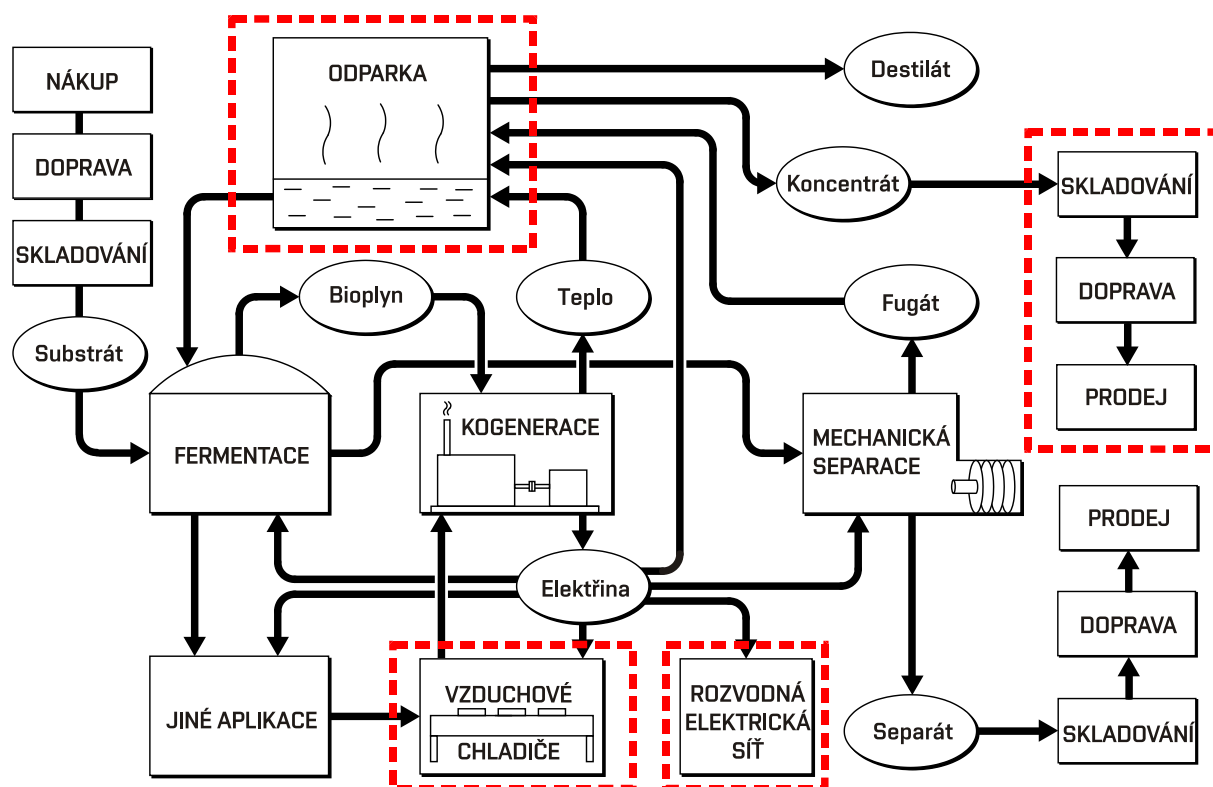 NÁKUP
DOPRAVA
SKLADOVÁNÍ
Substrát
ODPARKA
Destilát
Koncentrát
SKLADOVÁNÍ
DOPRAVA
PRODEJ
Bioplyn
Teplo
Fugát
FERMENTACE
KOGENERACE
MECHANICKÁ
SEPARACE
Elektřina
JINÉ APLIKACE
VZDUCHOVÉ
CHLADIČE
ROZVODNÁ
ELEKTRICKÁ
SÍŤ
Separát
PRODEJ
DOPRAVA
SKLADOVÁNÍ